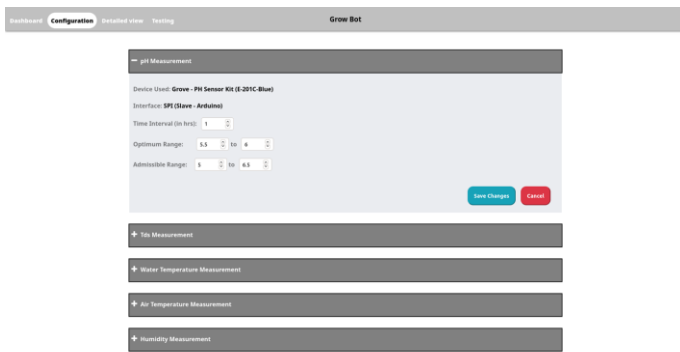 Dashboard Configuration Detailed view Testing Grow Bot
pH Measurement
Device Used: Grove - PH Sensor Kit (E-201C-Blue)
Interface: SPI (Slave - Arduino)
Time Interval (in hrs): 1
Optimum Range: 5.5 to 6
Admissible Range: 5 to 6.5
Save Changes Cancel
Tds Measurement
Water Temperature Measurement
Air Temperature Measurement
Humidity Measurement